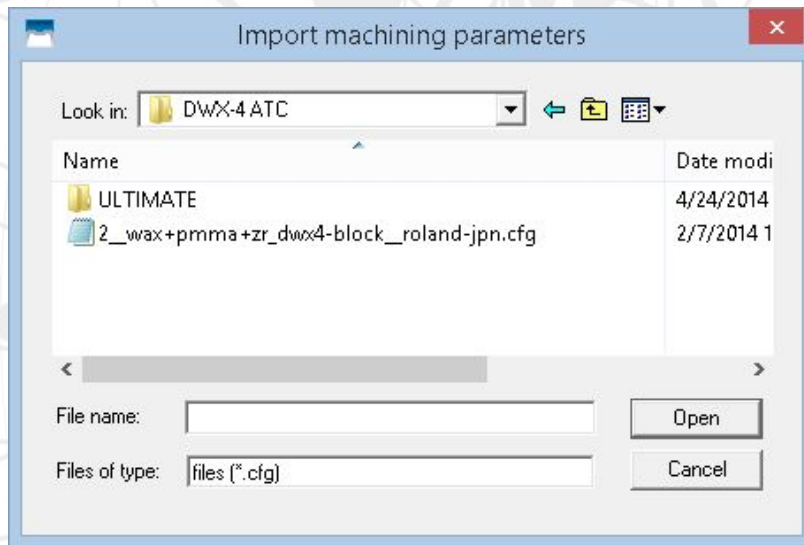 Import machining parameters
Look in: DWX-4 ATC
Name Date modi
ULTIMATE 4/24/2014
2__wax+pmma+zr_dwx4-block__roland-jpn.cfg 2/7/2014 1
File name: Open
Files of type: files (*.cfg) Cancel